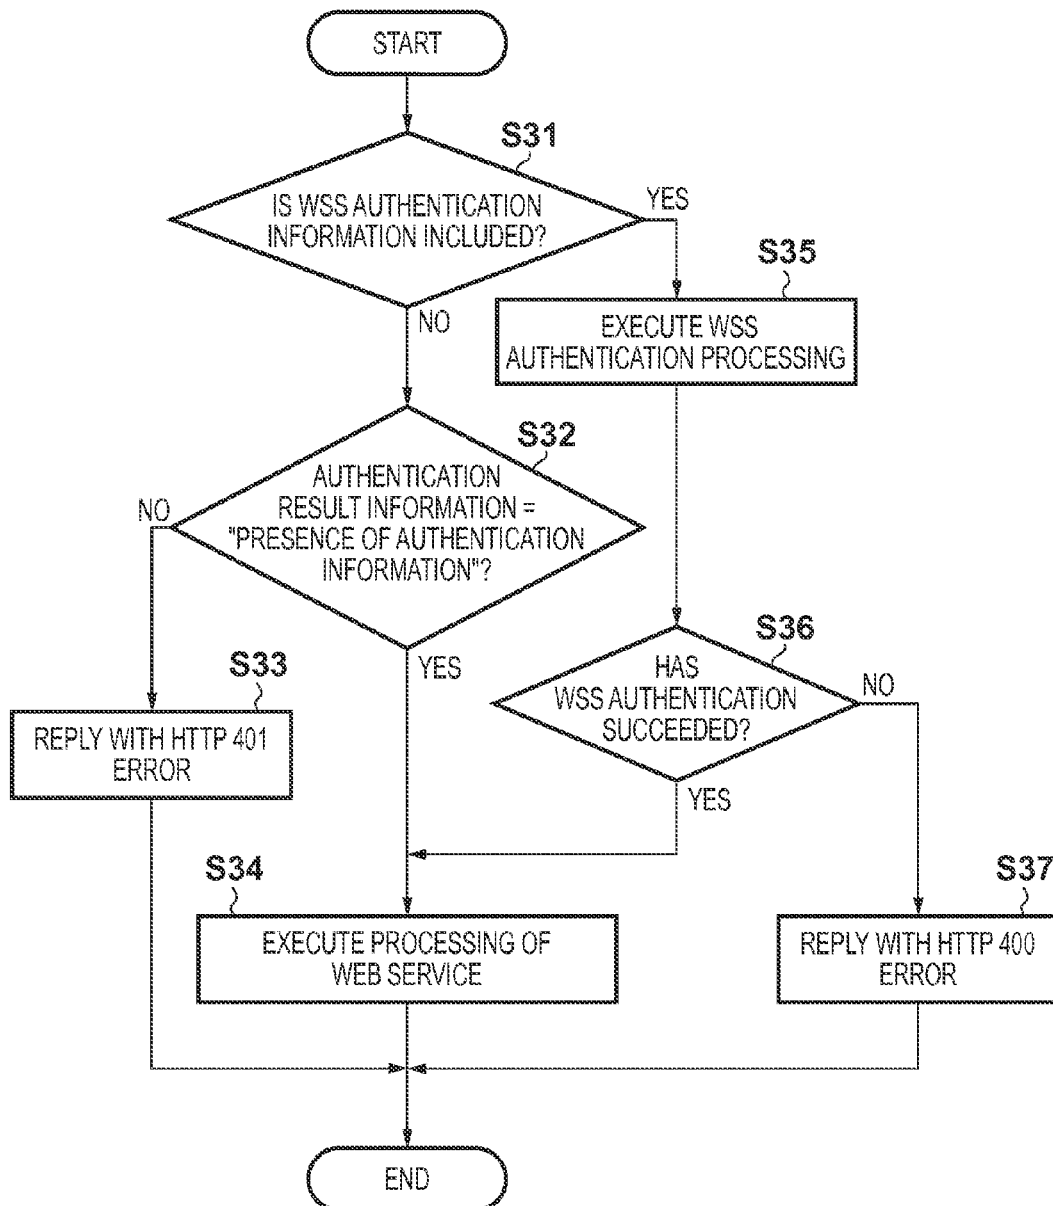 START
S31
IS WSS AUTHENTICATION
INFORMATION INCLUDED?
YES
NO
S35
EXECUTE WSS
AUTHENTICATION PROCESSING
S32
AUTHENTICATION
RESULT INFORMATION =
"PRESENCE OF AUTHENTICATION
INFORMATION"?
NO
YES
S33
REPLY WITH HTTP 401
ERROR
S36
HAS
WSS AUTHENTICATION
SUCCEEDED?
NO
YES
S34
EXECUTE PROCESSING OF
WEB SERVICE
S37
REPLY WITH HTTP 400
ERROR
END